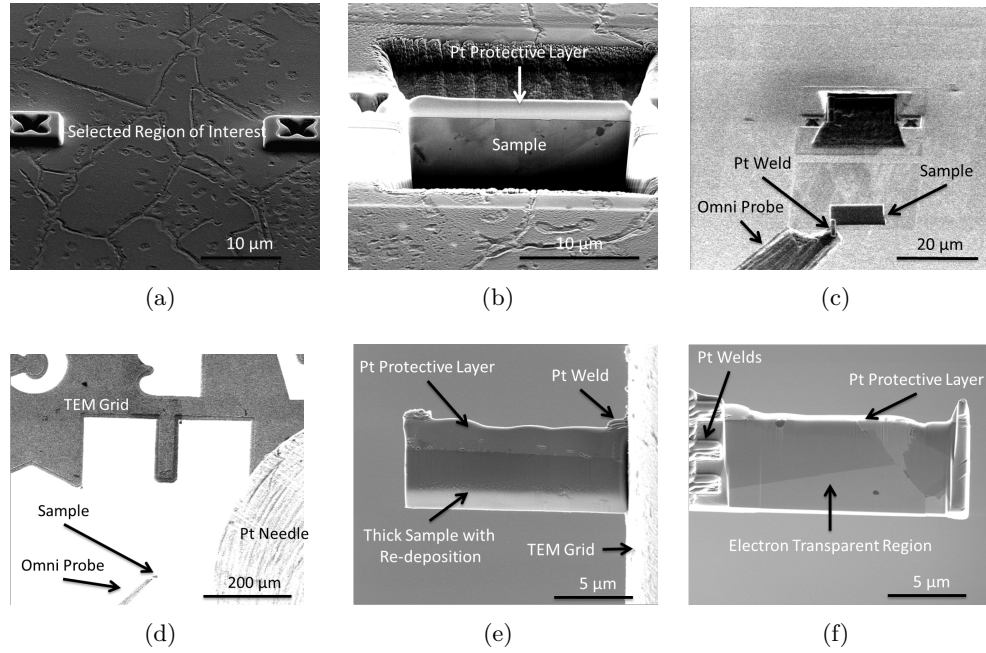 Selected Region of Interest
10 µm
(a)
Pt Protective Layer
Sample
10 µm
(b)
Pt Weld
Sample
Omni Probe
20 µm
(c)
TEM Grid
Sample
Pt Needle
Omni Probe
200 µm
(d)
Pt Protective Layer
Pt Weld
Thick Sample with
Re-deposition
TEM Grid
5 µm
(e)
Pt Welds
Pt Protective Layer
Electron Transparent Region
5 µm
(f)